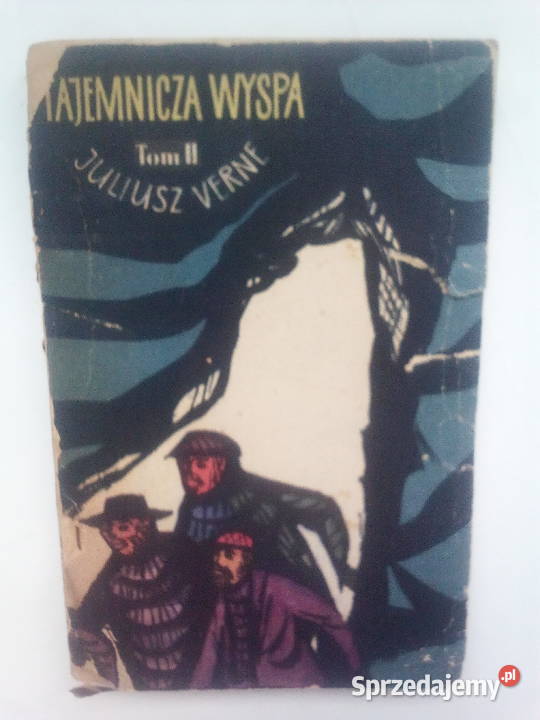 TAJEMNICZA WYSPA
Tom II
JULIUSZ VERNE
Sprzedajemy.pl